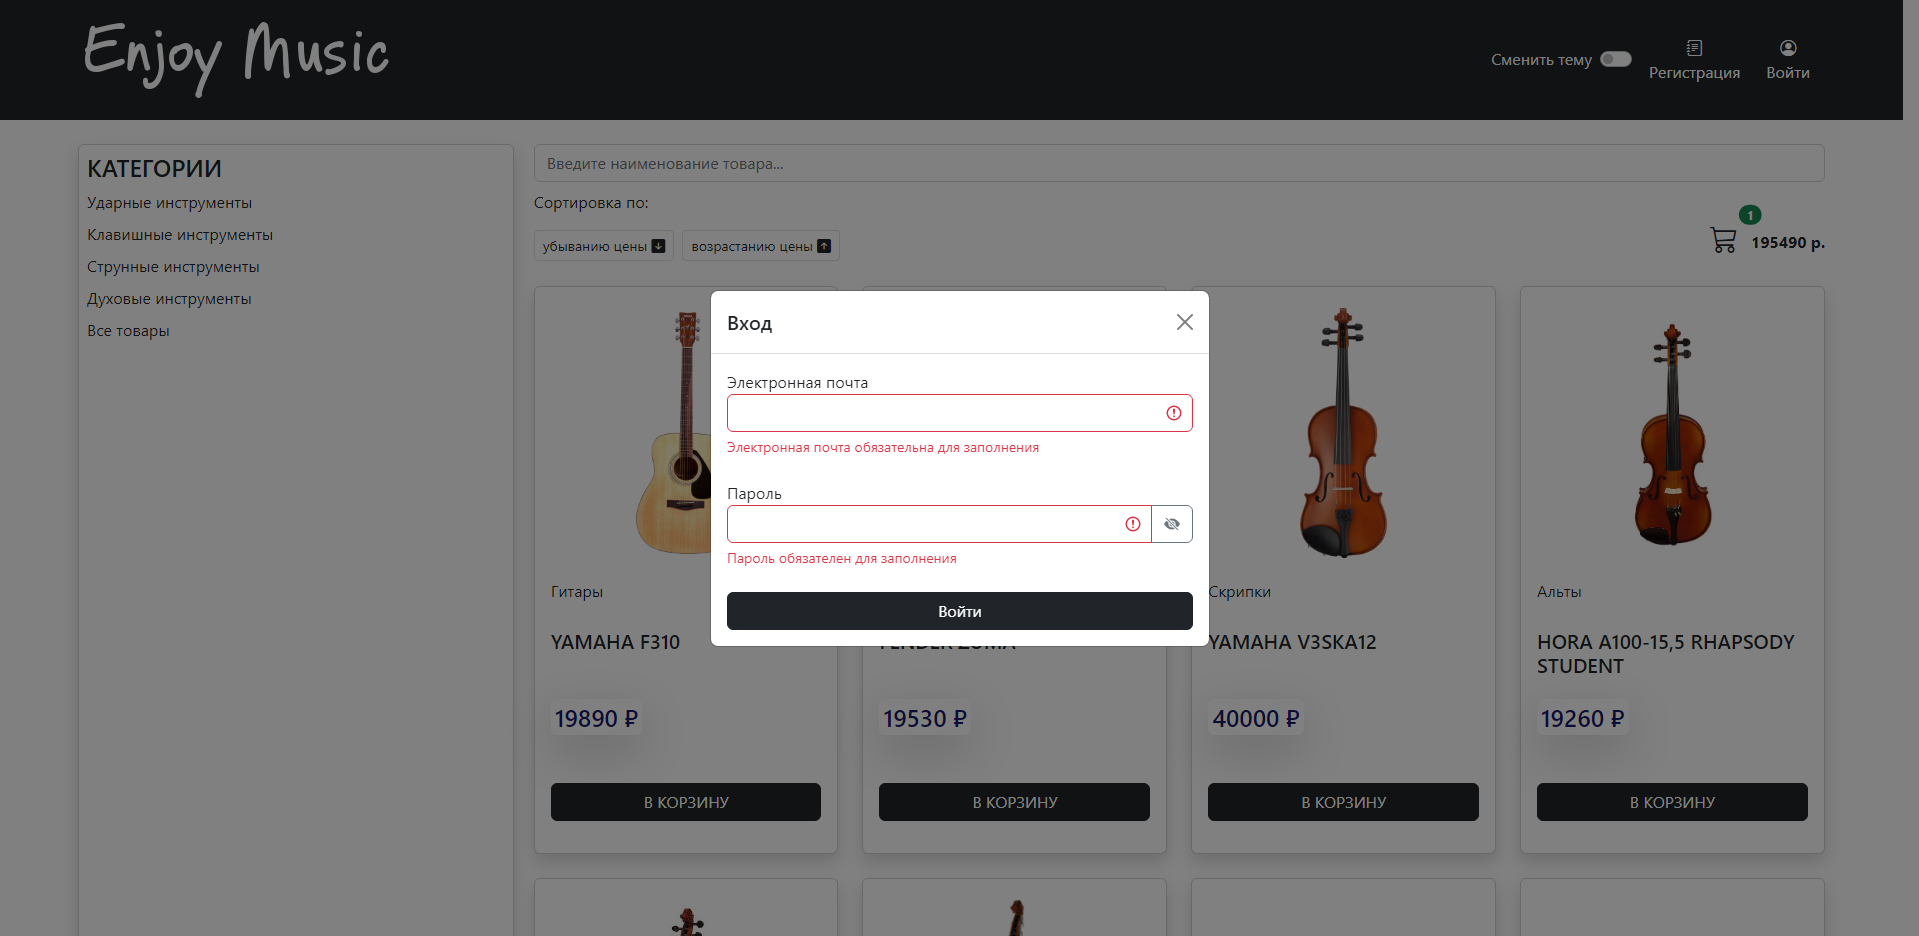 Enjoy Music
Сменить тему
Регистрация
Войти
КАТЕГОРИИ
Ударные инструменты
Клавишные инструменты
Струнные инструменты
Духовые инструменты
Все товары
Введите наименование товара...
Сортировка по:
убыванию цены
возрастанию цены
1
195490 р.
Вход
Электронная почта
Электронная почта обязательна для заполнения
Пароль
Пароль обязателен для заполнения
Войти
Гитары
YAMAHA F310
19890 ₽
В КОРЗИНУ
19530 ₽
В КОРЗИНУ
Скрипки
YAMAHA V3SKA12
40000 ₽
В КОРЗИНУ
Альты
HORA A100-15,5 RHAPSODY
STUDENT
19260 ₽
В КОРЗИНУ